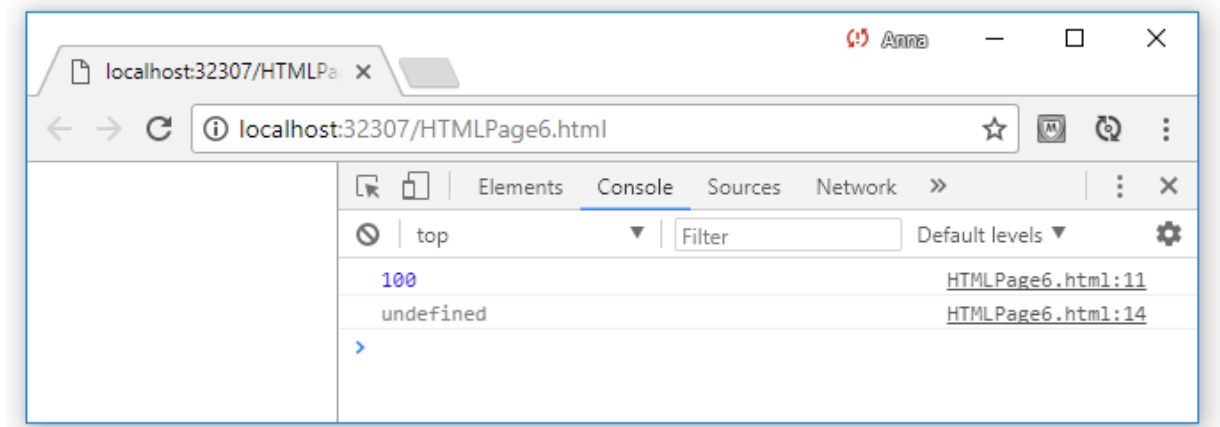 Anna
localhost:32307/HTMLPa
localhost:32307/HTMLPage6.html
Elements Console Sources Network »
top Filter Default levels
100 HTMLPage6.html:11
undefined HTMLPage6.html:14
>